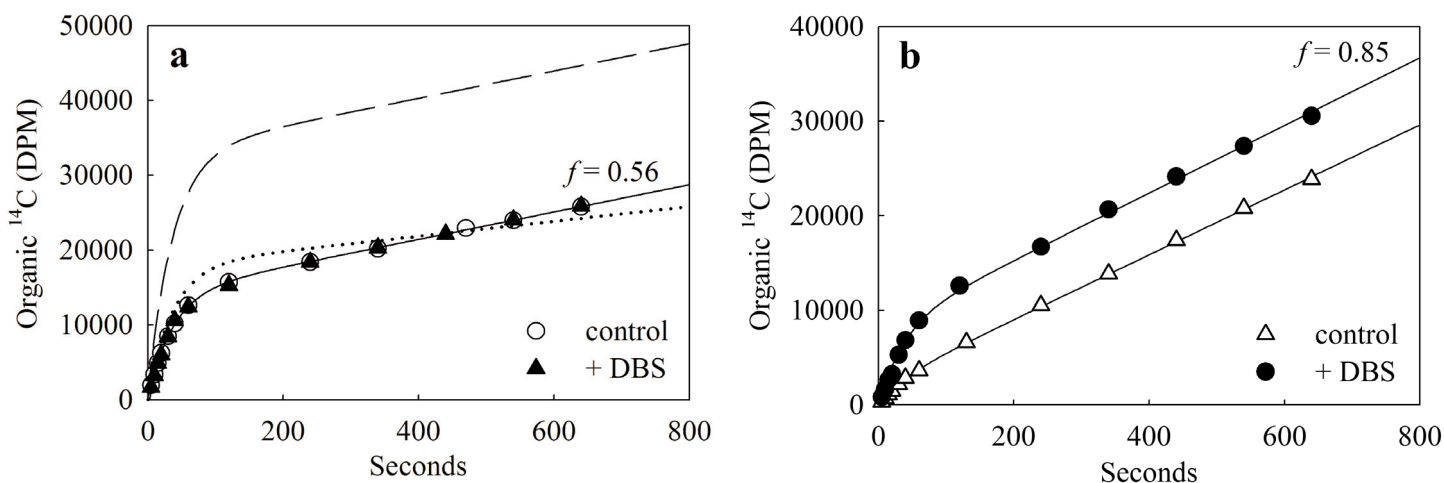 a
50000
40000
30000
20000
10000
0
Organic ¹⁴C (DPM)
f = 0.56
control
+ DBS
0 200 400 600 800
Seconds
b
40000
30000
20000
10000
0
Organic ¹⁴C (DPM)
f = 0.85
control
+ DBS
0 200 400 600 800
Seconds